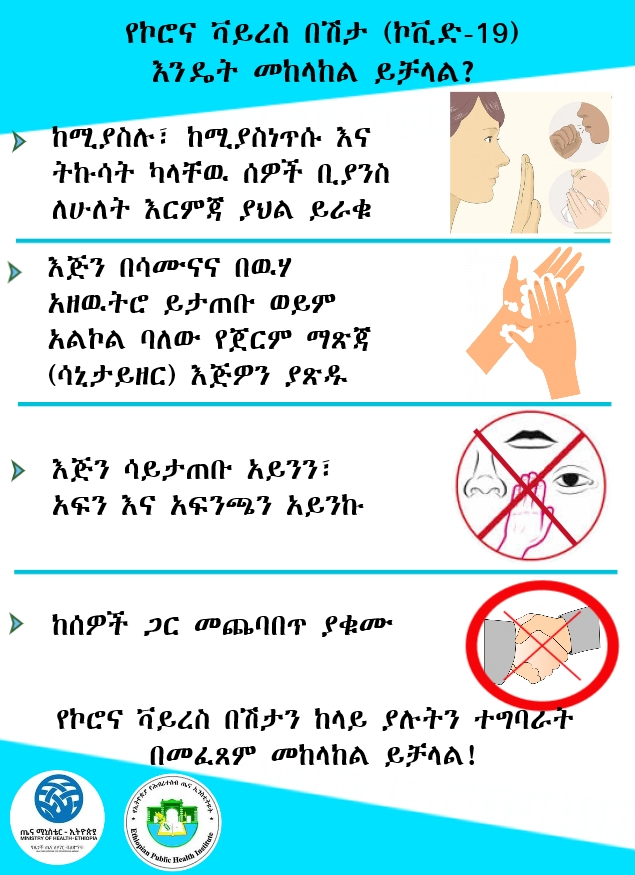 የኮሮና ቫይረስ በሽታ (ኮቪድ-19)
እንዴት መከላከል ይቻላል?
ከሚያስሉ፣ ከሚያስነጥሱ እና
ትኩሳት ካላቸዉ ሰዎች ቢያንስ
ለሁለት እርምጃ ያህል ይራቁ
እጅን በሳሙናና በዉሃ
አዘዉትሮ ይታጠቡ ወይም
አልኮል ባለው የጀርም ማጽጃ
(ሳኒታይዘር) እጅዎን ያጽዱ
እጅን ሳይታጠቡ አይንን፣
አፍን እና አፍንጫን አይንኩ
ከሰዎች ጋር መጨባበጥ ያቁሙ
የኮሮና ቫይረስ በሽታን ከላይ ያሉትን ተግባራት
በመፈጸም መከላከል ይቻላል!
ጤና ሚኒስቴር - ኢትዮጵያ
MINISTRY OF HEALTH-ETHIOPIA
የኢትዮጵያ የሕብረተሰብ ጤና ኢንስቲትዩት
Ethiopian Public Health Institute